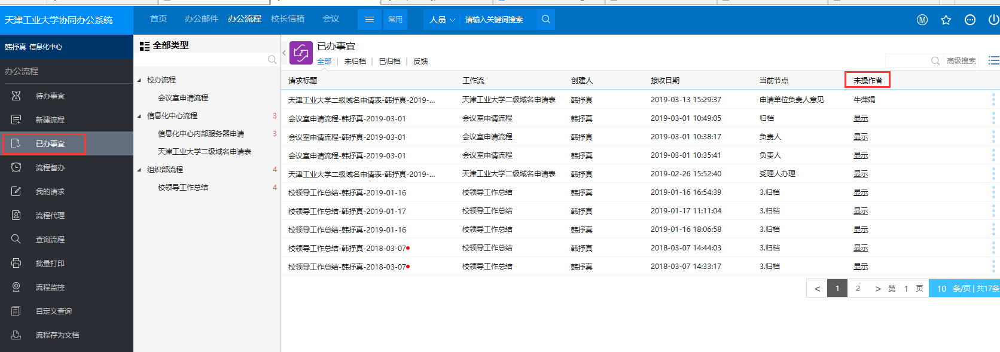 天津工业大学协同办公系统
首页 办公邮件 办公流程 校长信箱 会议 常用 人员 请输入关键词搜索
韩抒真 信息化中心
办公流程
待办事宜
新建流程
已办事宜
流程督办
我的请求
流程代理
查询流程
批量打印
流程监控
自定义查询
流程存为文档
全部类型
校办流程
会议室申请流程
信息化中心流程 3
信息化中心内部服务器申请 3
天津工业大学二级域名申请表
组织部流程 4
校领导工作总结 4
已办事宜
全部 | 未归档 | 已归档 | 反馈
高级搜索
请求标题 工作流 创建人 接收日期 当前节点 未操作者
天津工业大学二级域名申请表-韩抒真-2019-... 天津工业大学二级域名申请表 韩抒真 2019-03-13 15:29:37 申请单位负责人意见 牛萍娟
会议室申请流程-韩抒真-2019-03-01 会议室申请流程 韩抒真 2019-03-01 10:49:05 归档 显示
会议室申请流程-韩抒真-2019-03-01 会议室申请流程 韩抒真 2019-03-01 10:38:17 负责人 显示
会议室申请流程-韩抒真-2019-03-01 会议室申请流程 韩抒真 2019-03-01 10:35:41 负责人 显示
天津工业大学二级域名申请表-韩抒真-2019-... 天津工业大学二级域名申请表 韩抒真 2019-02-26 15:52:40 受理人办理 显示
校领导工作总结-韩抒真-2019-01-16 校领导工作总结 韩抒真 2019-01-16 16:54:39 3.归档 显示
校领导工作总结-韩抒真-2019-01-17 校领导工作总结 韩抒真 2019-01-17 11:11:04 3.归档 显示
校领导工作总结-韩抒真-2019-01-16 校领导工作总结 韩抒真 2019-01-16 18:06:58 3.归档 显示
校领导工作总结-韩抒真-2018-03-07 校领导工作总结 韩抒真 2018-03-07 14:44:03 3.归档 显示
校领导工作总结-韩抒真-2018-03-07 校领导工作总结 韩抒真 2018-03-07 14:33:17 3.归档 显示
< 1 2 > 第 1 页 10 条/页 | 共17条